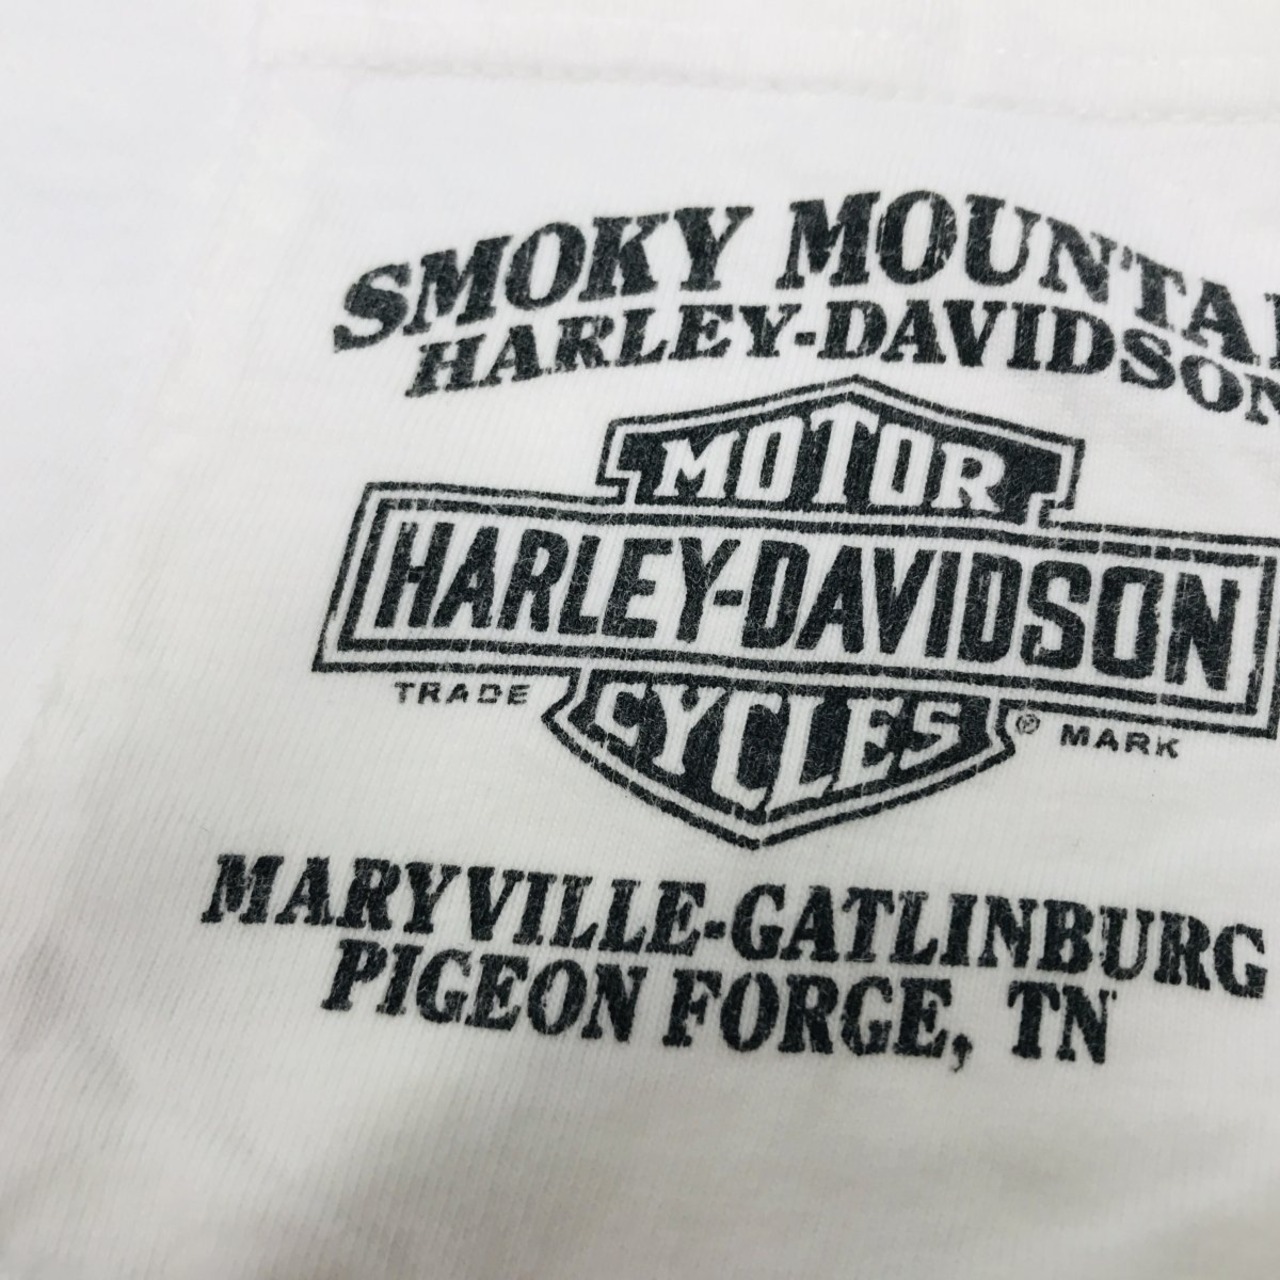 SMOKY MOUNTAI
HARLEY-DAVIDSON
MOTOR
HARLEY-DAVIDSON
CYCLES
TRADE ® MARK
MARYVILLE-GATLINBURG
PIGEON FORGE, TN